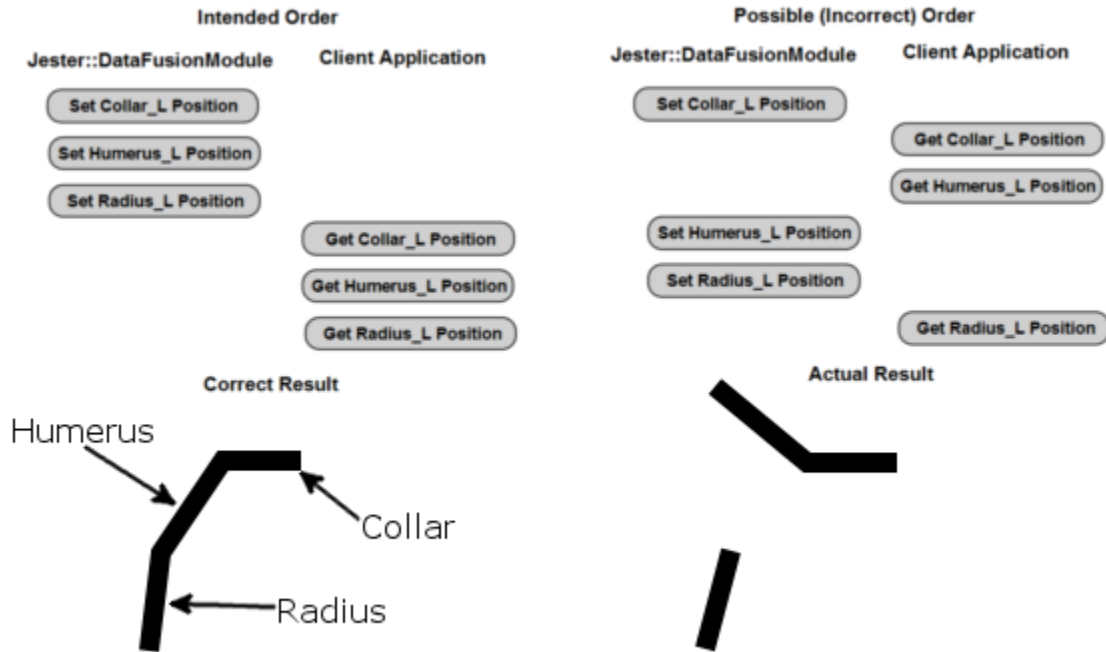 Intended Order
Jester::DataFusionModule
Client Application
Set Collar_L Position
Set Humerus_L Position
Set Radius_L Position
Get Collar_L Position
Get Humerus_L Position
Get Radius_L Position
Correct Result
Humerus
Collar
Radius
Possible (Incorrect) Order
Jester::DataFusionModule
Client Application
Set Collar_L Position
Get Collar_L Position
Get Humerus_L Position
Set Humerus_L Position
Set Radius_L Position
Get Radius_L Position
Actual Result